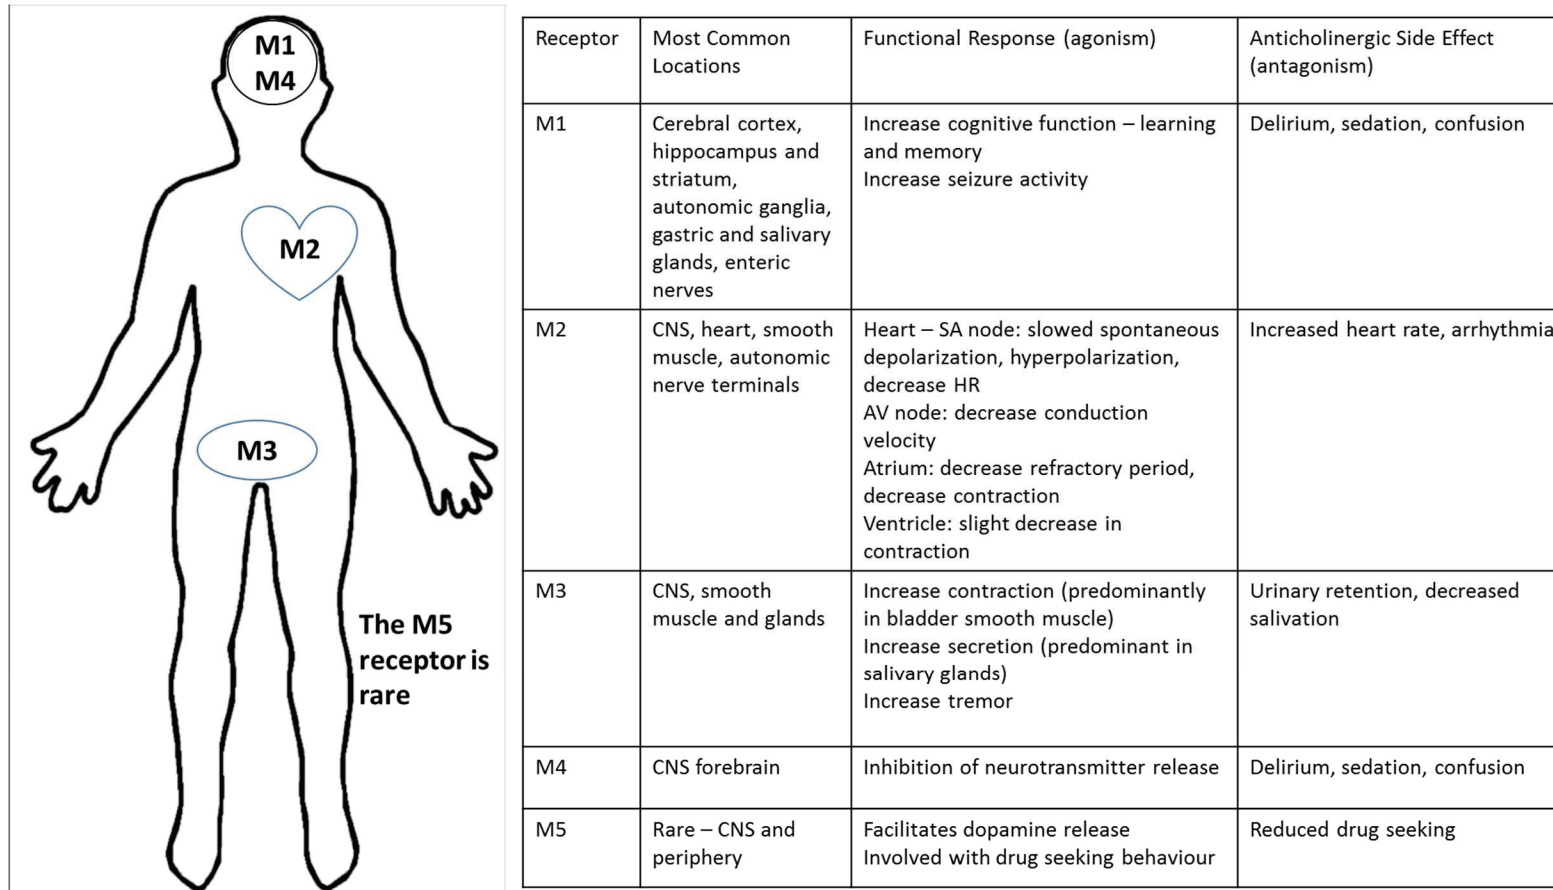 M1
M4
M2
M3
The M5
receptor is
rare
Receptor
Most Common
Locations
Functional Response (agonism)
Anticholinergic Side Effect
(antagonism)
M1
Cerebral cortex,
hippocampus and
striatum,
autonomic ganglia,
gastric and salivary
glands, enteric
nerves
Increase cognitive function – learning
and memory
Increase seizure activity
Delirium, sedation, confusion
M2
CNS, heart, smooth
muscle, autonomic
nerve terminals
Heart – SA node: slowed spontaneous
depolarization, hyperpolarization,
decrease HR
AV node: decrease conduction
velocity
Atrium: decrease refractory period,
decrease contraction
Ventricle: slight decrease in
contraction
Increased heart rate, arrhythmia
M3
CNS, smooth
muscle and glands
Increase contraction (predominantly
in bladder smooth muscle)
Increase secretion (predominant in
salivary glands)
Increase tremor
Urinary retention, decreased
salivation
M4
CNS forebrain
Inhibition of neurotransmitter release
Delirium, sedation, confusion
M5
Rare – CNS and
periphery
Facilitates dopamine release
Involved with drug seeking behaviour
Reduced drug seeking